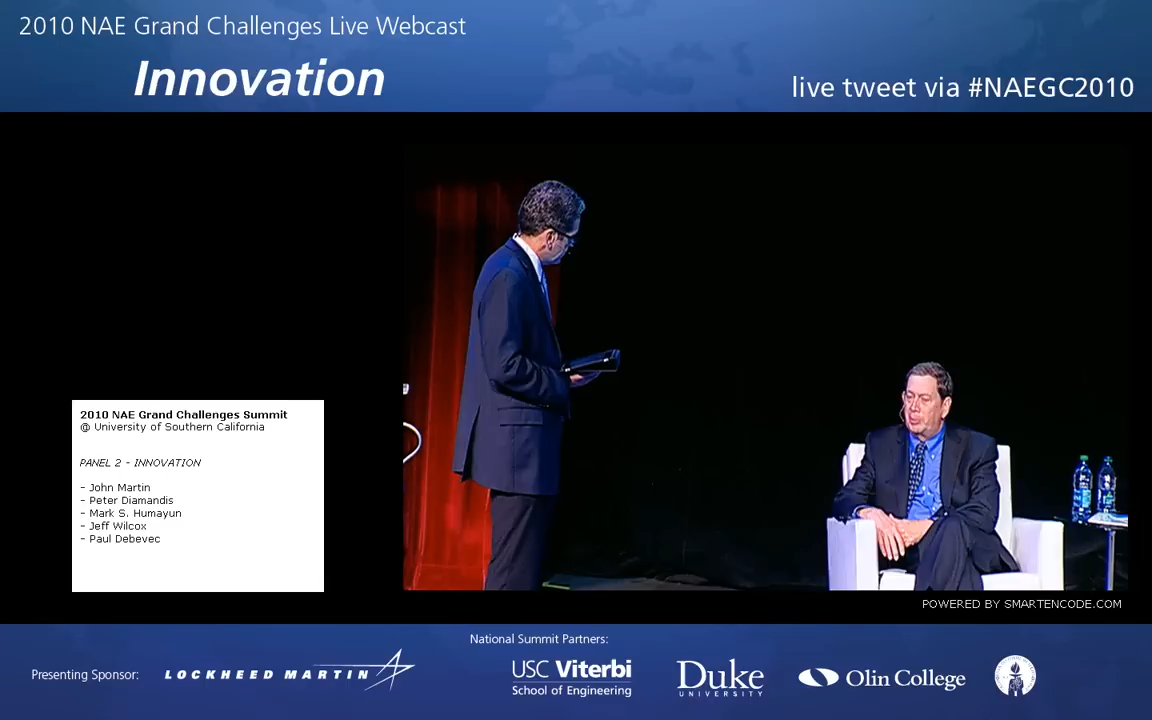 2010 NAE Grand Challenges Live Webcast
Innovation
live tweet via #NAEGC2010
2010 NAE Grand Challenges Summit
@ University of Southern California
PANEL 2 - INNOVATION
- John Martin
- Peter Diamandis
- Mark S. Humayun
- Jeff Wilcox
- Paul Debevec
POWERED BY SMARTENCODE.COM
National Summit Partners:
Presenting Sponsor:
LOCKHEED MARTIN
USC Viterbi
School of Engineering
Duke
UNIVERSITY
Olin College